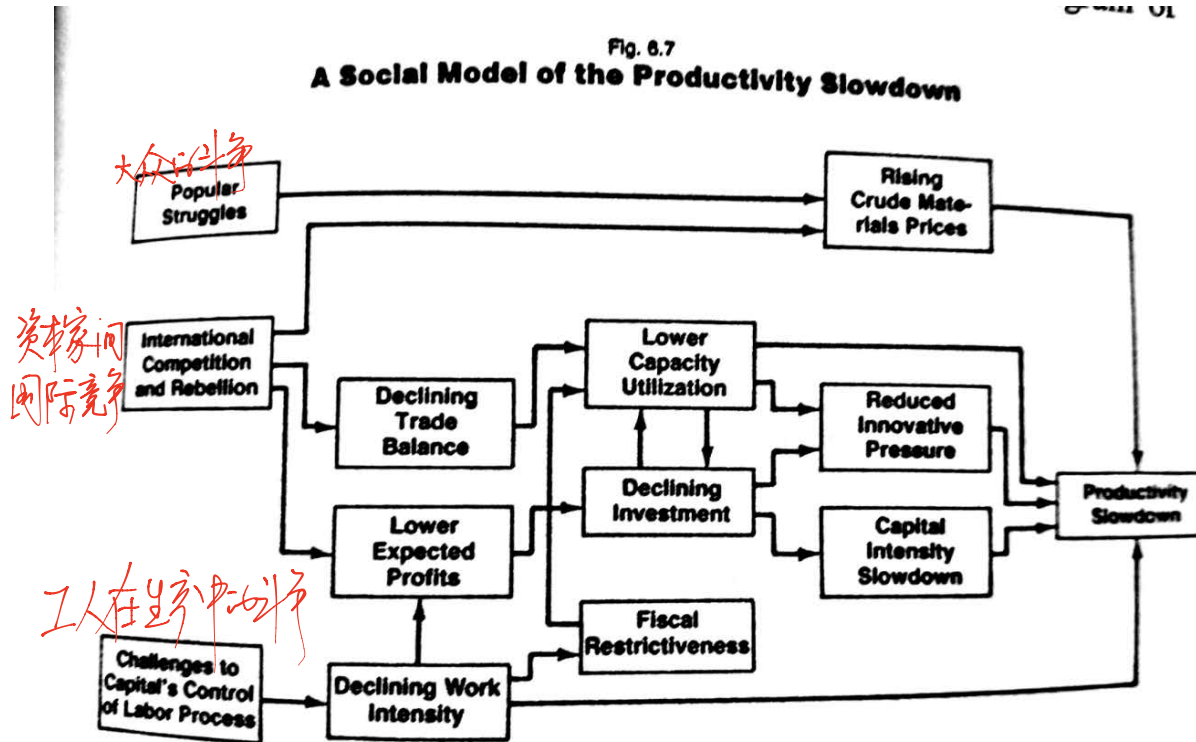 Fig. 6.7
A Social Model of the Productivity Slowdown
大众的斗争
Popular
Struggles
Rising
Crude Mate-
rials Prices
资本家间
国际竞争
International
Competition
and Rebellion
Declining
Trade
Balance
Lower
Capacity
Utilization
Reduced
Innovative
Pressure
Lower
Expected
Profits
Declining
Investment
Capital
Intensity
Slowdown
Productivity
Slowdown
工人在生产中的斗争
Challenges to
Capital's Control
of Labor Process
Declining Work
Intensity
Fiscal
Restrictiveness